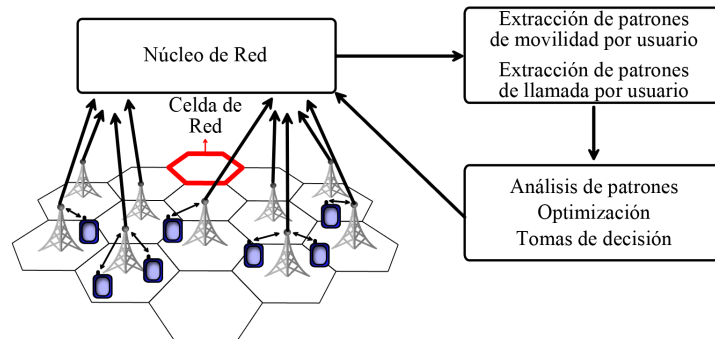 Núcleo de Red
Extracción de patrones
de movilidad por usuario
Extracción de patrones
de llamada por usuario
Celda de
Red
Análisis de patrones
Optimización
Tomas de decisión